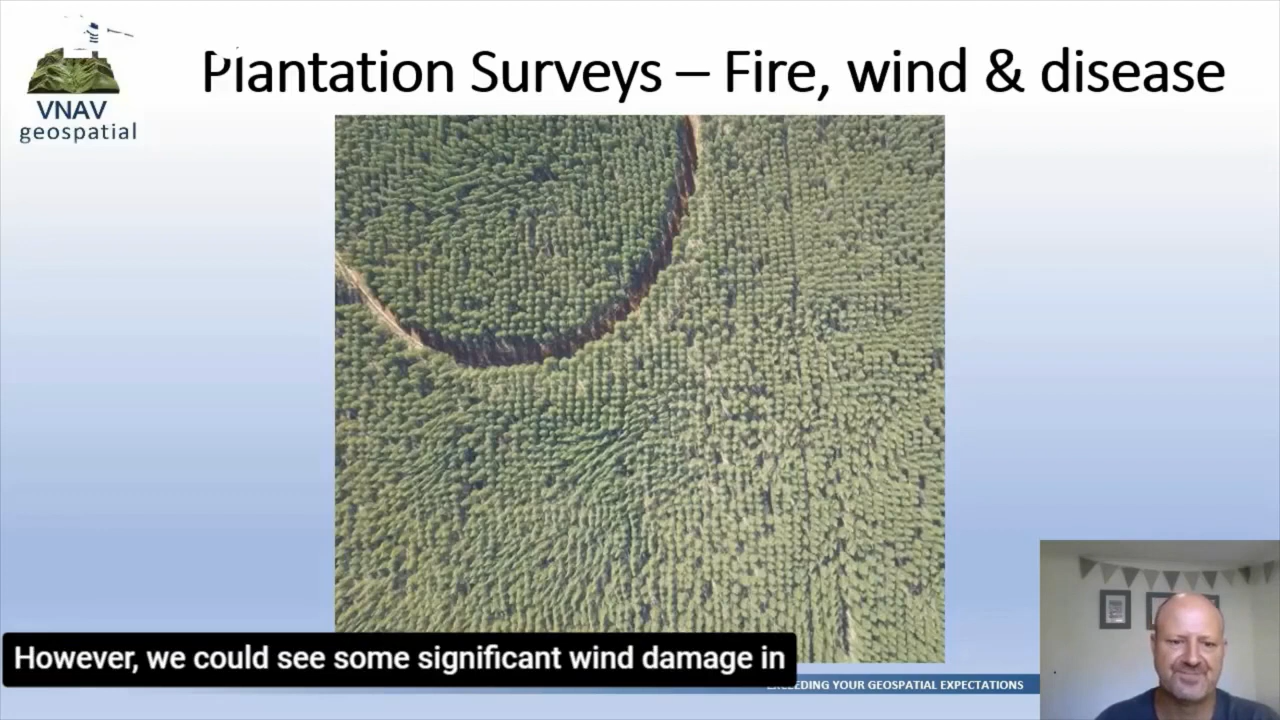 Plantation Surveys – Fire, wind & disease
VNAV
geospatial
However, we could see some significant wind damage in
EXCEEDING YOUR GEOSPATIAL EXPECTATIONS